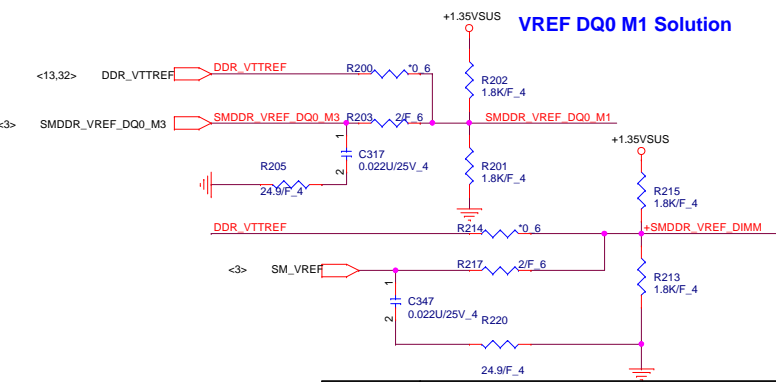 +1.35VSUS
VREF DQ0 M1 Solution
<13,32> DDR_VTTREF DDR_VTTREF R200 *0_6
R202
1.8K/F_4
<3> SMDDR_VREF_DQ0_M3 SMDDR_VREF_DQ0_M3 R203 2/F_6 SMDDR_VREF_DQ0_M1
1
C317
0.022U/25V_4
2
R205
24.9/F_4
R201
1.8K/F_4
+1.35VSUS
R215
1.8K/F_4
DDR_VTTREF R214 *0_6 +SMDDR_VREF_DIMM
<3> SM_VREF R217 2/F_6
R213
1.8K/F_4
1
C347
0.022U/25V_4
2
R220
24.9/F_4